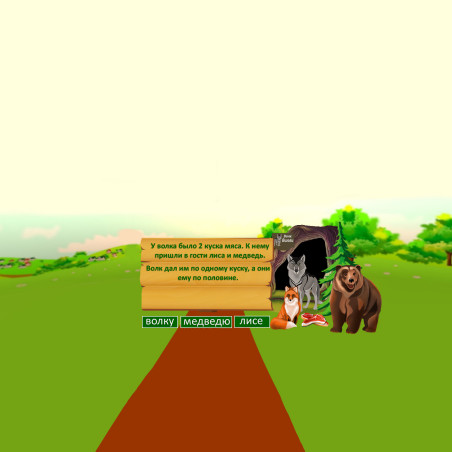 У волка было 2 куска мяса. К нему
пришли в гости лиса и медведь.
Волк дал им по одному куску, а они
ему по половине.
волку
медведю
лисе